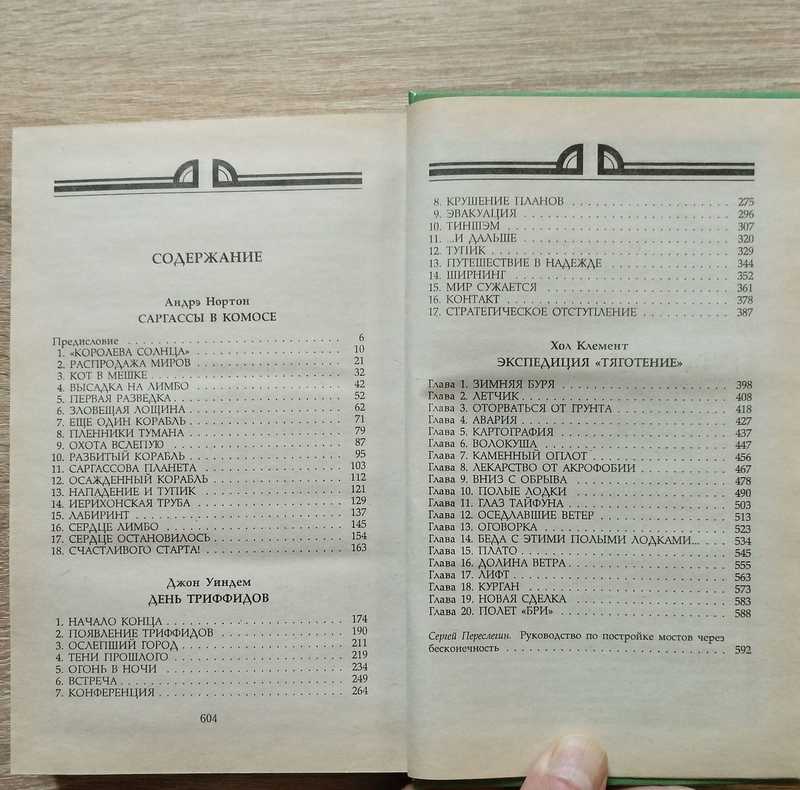 СОДЕРЖАНИЕ
Андрэ Нортон
САРГАССЫ В КОМОСЕ
Предисловие . . . . . . . . . . 6
1. «КОРОЛЕВА СОЛНЦА» . . . . . . . . . . 10
2. РАСПРОДАЖА МИРОВ . . . . . . . . . . 21
3. КОТ В МЕШКЕ . . . . . . . . . . 32
4. ВЫСАДКА НА ЛИМБО . . . . . . . . . . 42
5. ПЕРВАЯ РАЗВЕДКА . . . . . . . . . . 52
6. ЗЛОВЕЩАЯ ЛОЩИНА . . . . . . . . . . 62
7. ЕЩЕ ОДИН КОРАБЛЬ . . . . . . . . . . 71
8. ПЛЕННИКИ ТУМАНА . . . . . . . . . . 79
9. ОХОТА ВСЛЕПУЮ . . . . . . . . . . 87
10. РАЗБИТЫЙ КОРАБЛЬ . . . . . . . . . . 95
11. САРГАССОВА ПЛАНЕТА . . . . . . . . . . 103
12. ОСАЖДЕННЫЙ КОРАБЛЬ . . . . . . . . . . 112
13. НАПАДЕНИЕ И ТУПИК . . . . . . . . . . 121
14. ИЕРИХОНСКАЯ ТРУБА . . . . . . . . . . 129
15. ЛАБИРИНТ . . . . . . . . . . 137
16. СЕРДЦЕ ЛИМБО . . . . . . . . . . 145
17. СЕРДЦЕ ОСТАНОВИЛОСЬ . . . . . . . . . . 154
18. СЧАСТЛИВОГО СТАРТА! . . . . . . . . . . 163
Джон Уиндем
ДЕНЬ ТРИФФИДОВ
1. НАЧАЛО КОНЦА . . . . . . . . . . 174
2. ПОЯВЛЕНИЕ ТРИФФИДОВ . . . . . . . . . . 190
3. ОСЛЕПШИЙ ГОРОД . . . . . . . . . . 211
4. ТЕНИ ПРОШЛОГО . . . . . . . . . . 219
5. ОГОНЬ В НОЧИ . . . . . . . . . . 234
6. ВСТРЕЧА . . . . . . . . . . 249
7. КОНФЕРЕНЦИЯ . . . . . . . . . . 264
604
8. КРУШЕНИЕ ПЛАНОВ . . . . . . . . . . 275
9. ЭВАКУАЦИЯ . . . . . . . . . . 296
10. ТИНШЭМ . . . . . . . . . . 307
11. ...И ДАЛЬШЕ . . . . . . . . . . 320
12. ТУПИК . . . . . . . . . . 329
13. ПУТЕШЕСТВИЕ В НАДЕЖДЕ . . . . . . . . . . 344
14. ШИРНИНГ . . . . . . . . . . 352
15. МИР СУЖАЕТСЯ . . . . . . . . . . 361
16. КОНТАКТ . . . . . . . . . . 378
17. СТРАТЕГИЧЕСКОЕ ОТСТУПЛЕНИЕ . . . . . . . . . . 387
Хол Клемент
ЭКСПЕДИЦИЯ «ТЯГОТЕНИЕ»
Глава 1. ЗИМНЯЯ БУРЯ . . . . . . . . . . 398
Глава 2. ЛЕТЧИК . . . . . . . . . . 408
Глава 3. ОТОРВАТЬСЯ ОТ ГРУНТА . . . . . . . . . . 418
Глава 4. АВАРИЯ . . . . . . . . . . 427
Глава 5. КАРТОГРАФИЯ . . . . . . . . . . 437
Глава 6. ВОЛОКУША . . . . . . . . . . 447
Глава 7. КАМЕННЫЙ ОПЛОТ . . . . . . . . . . 456
Глава 8. ЛЕКАРСТВО ОТ АКРОФОБИИ . . . . . . . . . . 467
Глава 9. ВНИЗ С ОБРЫВА . . . . . . . . . . 478
Глава 10. ПОЛЫЕ ЛОДКИ . . . . . . . . . . 490
Глава 11. ГЛАЗ ТАЙФУНА . . . . . . . . . . 503
Глава 12. ОСЕДЛАВШИЕ ВЕТЕР . . . . . . . . . . 513
Глава 13. ОГОВОРКА . . . . . . . . . . 523
Глава 14. БЕДА С ЭТИМИ ПОЛЫМИ ЛОДКАМИ... . . . . 534
Глава 15. ПЛАТО . . . . . . . . . . 545
Глава 16. ДОЛИНА ВЕТРА . . . . . . . . . . 555
Глава 17. ЛИФТ . . . . . . . . . . 563
Глава 18. КУРГАН . . . . . . . . . . 573
Глава 19. НОВАЯ СДЕЛКА . . . . . . . . . . 583
Глава 20. ПОЛЕТ «БРИ» . . . . . . . . . . 588
Сергей Переслегин. Руководство по постройке мостов через
бесконечность . . . . . . . . . . 592